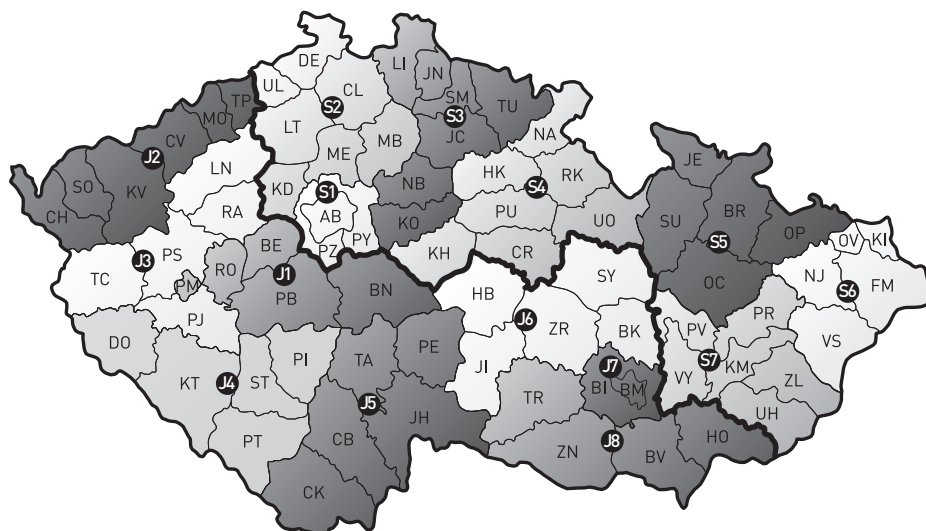 DE
LI
JN
UL
CL
SM
TP
S2
S3
TU
MO
LT
CV
MB
JC
NA
J2
ME
LN
JE
HK
RK
SO
KD
S1
S4
KV
NB
BR
RA
AB
PU
UO
SU
CH
KO
OP
PY
S5
OV
KI
BE
PZ
KH
CR
PS
J3
TC
RO
J1
SY
OC
NJ
S6
FM
PM
PB
BN
HB
PR
PJ
J6
ZR
BK
PV
DO
VS
PI
TA
PE
S7
KM
KT
J4
ST
JI
J7
VY
ZL
BI
BM
J5
TR
UH
JH
PT
CB
J8
HO
ZN
BV
CK